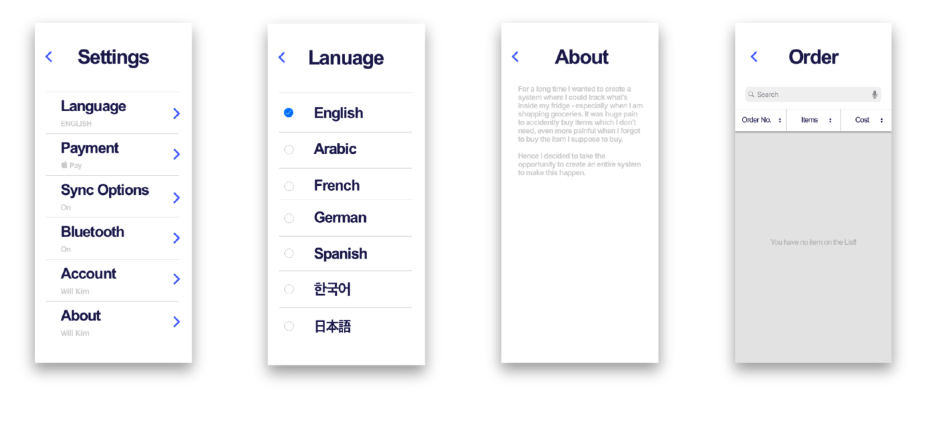 Settings
Language
ENGLISH
Payment
Pay
Sync Options
On
Bluetooth
On
Account
Will Kim
About
Will Kim
Lanuage
English
Arabic
French
German
Spanish
한국어
日本語
About
For a long time I wanted to create a
system where I could track what's
inside my fridge - especially when I am
shopping groceries. It was huge pain
to accidently buy items which I don't
need, even more painful when I forgot
to buy the item I suppose to buy.
Hence I decided to take the
opportunity to create an entire system
to make this happen.
Order
Search
Order No. Items Cost
You have no item on the List!